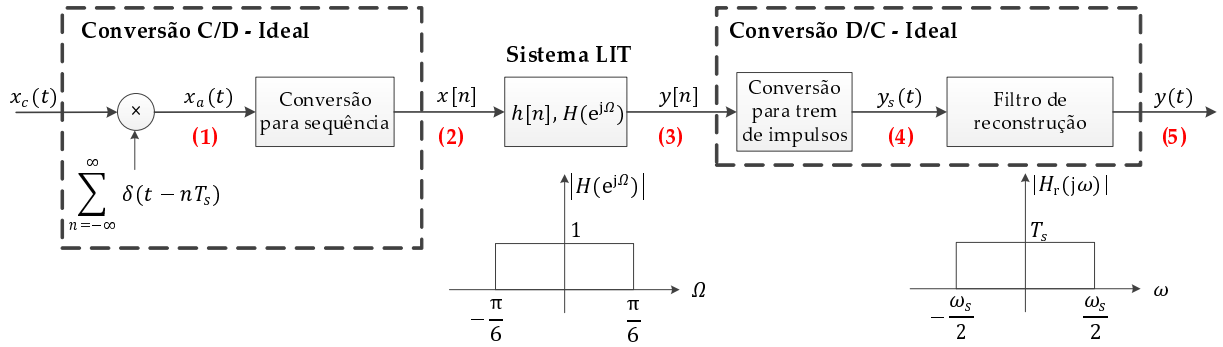 Conversão C/D - Ideal
Conversão D/C - Ideal
Sistema LIT
x_c(t)
×
x_a(t)
(1)
Conversão
para sequência
x[n]
(2)
h[n], H(e^{jΩ})
y[n]
(3)
Conversão
para trem
de impulsos
y_s(t)
(4)
Filtro de
reconstrução
y(t)
(5)
∑_{n=-∞}^{∞} δ(t − nT_s)
|H(e^{jΩ})|
1
−π/6
π/6
Ω
|H_r(jω)|
T_s
−ω_s/2
ω_s/2
ω